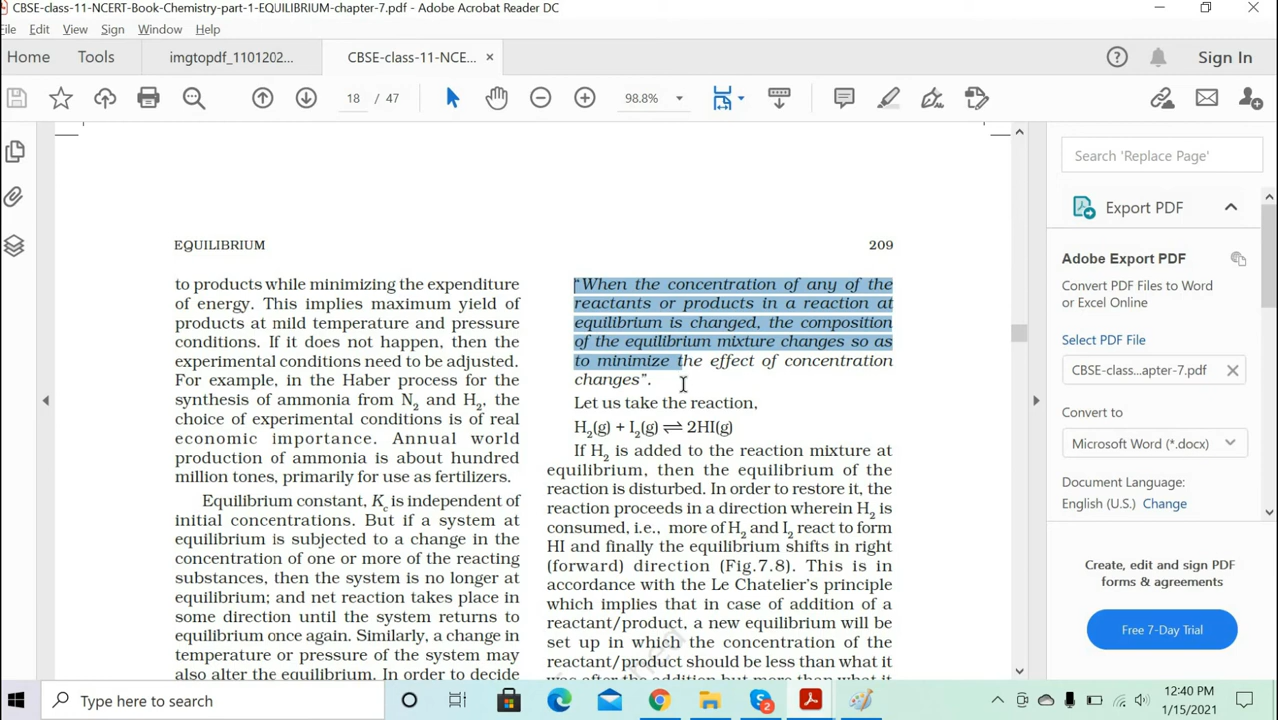 CBSE-class-11-NCERT-Book-Chemistry-part-1-EQUILIBRIUM-chapter-7.pdf - Adobe Acrobat Reader DC
File Edit View Sign Window Help
Home Tools imgtopdf_1101202... CBSE-class-11-NCE... ×
Sign In
18 / 47
98.8%
EQUILIBRIUM 209
to products while minimizing the expenditure
of energy. This implies maximum yield of
products at mild temperature and pressure
conditions. If it does not happen, then the
experimental conditions need to be adjusted.
For example, in the Haber process for the
synthesis of ammonia from N₂ and H₂, the
choice of experimental conditions is of real
economic importance. Annual world
production of ammonia is about hundred
million tones, primarily for use as fertilizers.
Equilibrium constant, Kc is independent of
initial concentrations. But if a system at
equilibrium is subjected to a change in the
concentration of one or more of the reacting
substances, then the system is no longer at
equilibrium; and net reaction takes place in
some direction until the system returns to
equilibrium once again. Similarly, a change in
temperature or pressure of the system may
also alter the equilibrium. In order to decide
“When the concentration of any of the
reactants or products in a reaction at
equilibrium is changed, the composition
of the equilibrium mixture changes so as
to minimize the effect of concentration
changes”.
Let us take the reaction,
H₂(g) + I₂(g) ⇌ 2HI(g)
If H₂ is added to the reaction mixture at
equilibrium, then the equilibrium of the
reaction is disturbed. In order to restore it, the
reaction proceeds in a direction wherein H₂ is
consumed, i.e., more of H₂ and I₂ react to form
HI and finally the equilibrium shifts in right
(forward) direction (Fig.7.8). This is in
accordance with the Le Chatelier’s principle
which implies that in case of addition of a
reactant/product, a new equilibrium will be
set up in which the concentration of the
reactant/product should be less than what it
was after the addition but more than what it
Search 'Replace Page'
Export PDF
Adobe Export PDF
Convert PDF Files to Word
or Excel Online
Select PDF File
CBSE-class...apter-7.pdf
Convert to
Microsoft Word (*.docx)
Document Language:
English (U.S.) Change
Create, edit and sign PDF
forms & agreements
Free 7-Day Trial
Type here to search
2
12:40 PM
1/15/2021